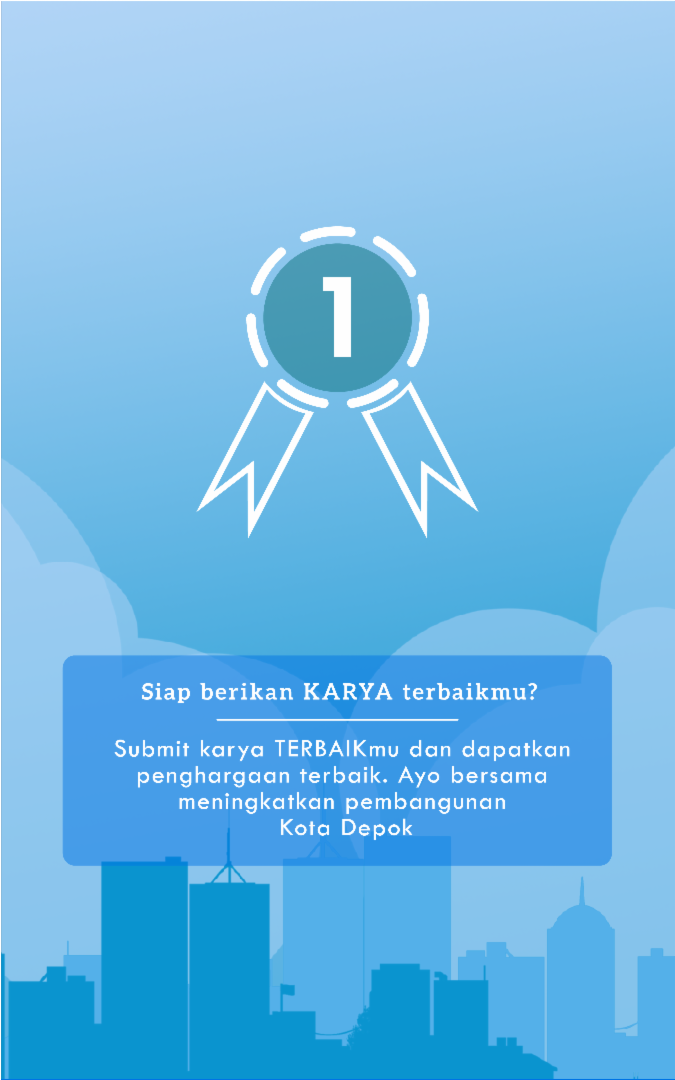 1
Siap berikan KARYA terbaikmu?
Submit karya TERBAIKmu dan dapatkan
penghargaan terbaik. Ayo bersama
meningkatkan pembangunan
Kota Depok